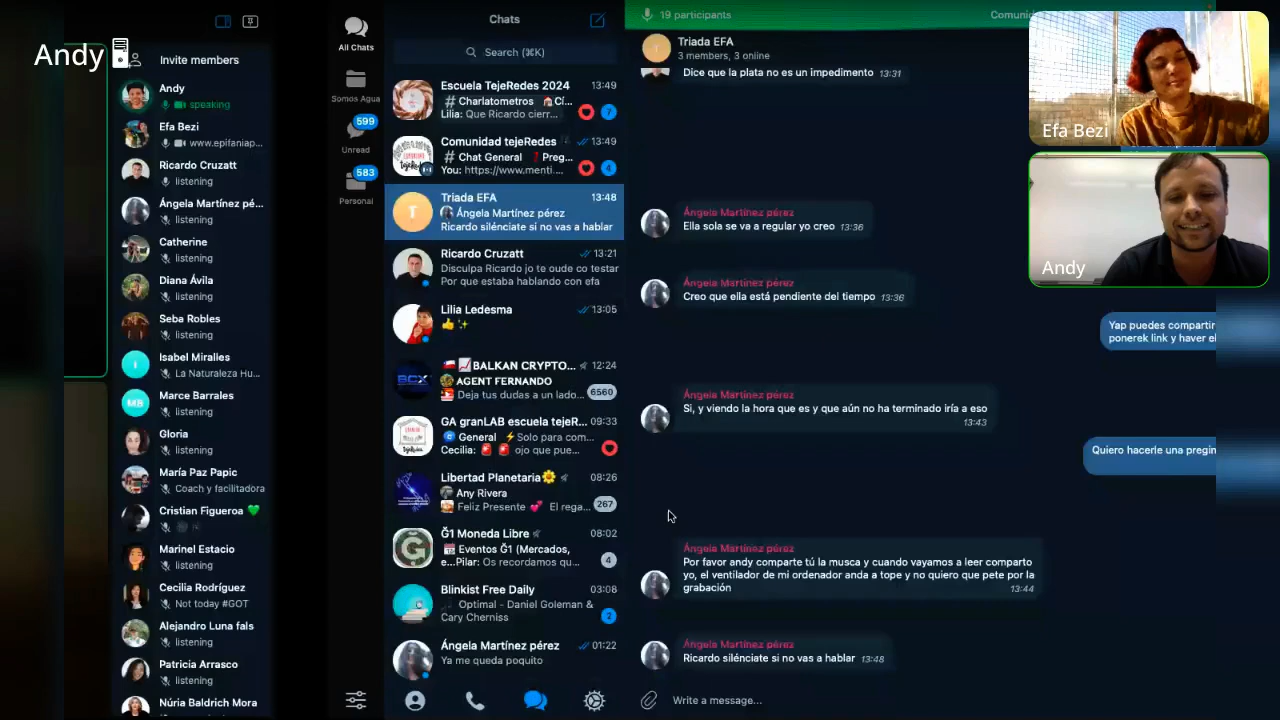 Andy
Invite members
Andy
speaking
Efa Bezi
www.epifaniap...
Ricardo Cruzatt
listening
Ángela Martínez pé...
listening
Catherine
listening
Diana Ávila
listening
Seba Robles
listening
Isabel Miralles
La Naturaleza Hu...
Marce Barrales
listening
Gloria
listening
María Paz Papic
Coach y facilitadora
Cristian Figueroa
Marinel Estacio
listening
Cecilia Rodríguez
Not today #GOT
Alejandro Luna fals
listening
Patricia Arrasco
listening
Núria Baldrich Mora
All Chats
Somos Agua
599
Unread
583
Personal
Chats
Search (⌘K)
Escuela TejeRedes 2024 13:49
# Charlatometros Cí...
Lilia: Que Ricardo cierr...
Comunidad tejeRedes 13:49
# Chat General ❗Preg...
You: https://www.menti... 4
Triada EFA 13:48
Ángela Martínez pérez
Ricardo silénciate si no vas a hablar
Ricardo Cruzatt 13:21
Disculpa Ricardo jo te oude co testar
Por que estaba hablando con efa
Lilia Ledesma 13:05
👍✨
BALKAN CRYPTO... 12:24
AGENT FERNANDO
Deja tus dudas a un lado... 6560
GA granLAB escuela tejeR... 09:33
General ⚡Solo para com...
Cecilia: 🚨 🚨 ojo que pue...
Libertad Planetaria🌼 08:26
Any Rivera
Feliz Presente 💞 El rega... 267
Ğ1 Moneda Libre 08:02
Eventos Ğ1 (Mercados,
e...Pilar: Os recordamos qu... 4
Blinkist Free Daily 03:08
Optimal - Daniel Goleman &
Cary Cherniss 2
Ángela Martínez pérez 01:22
Ya me queda poquito
19 participants
Comunid
Triada EFA
3 members, 3 online
Dice que la plata no es un impedimento 13:31
Ángela Martínez pérez
Ella sola se va a regular yo creo 13:36
Ángela Martínez pérez
Creo que ella está pendiente del tiempo 13:36
Yap puedes compartir
ponerek link y haver el
Ángela Martínez pérez
Si, y viendo la hora que es y que aún no ha terminado iría a eso
13:43
Quiero hacerle una pregin
Ángela Martínez pérez
Por favor andy comparte tú la musca y cuando vayamos a leer comparto
yo, el ventilador de mi ordenador anda a tope y no quiero que pete por la
grabación 13:44
Ángela Martínez pérez
Ricardo silénciate si no vas a hablar 13:48
Write a message...
Efa Bezi
Andy